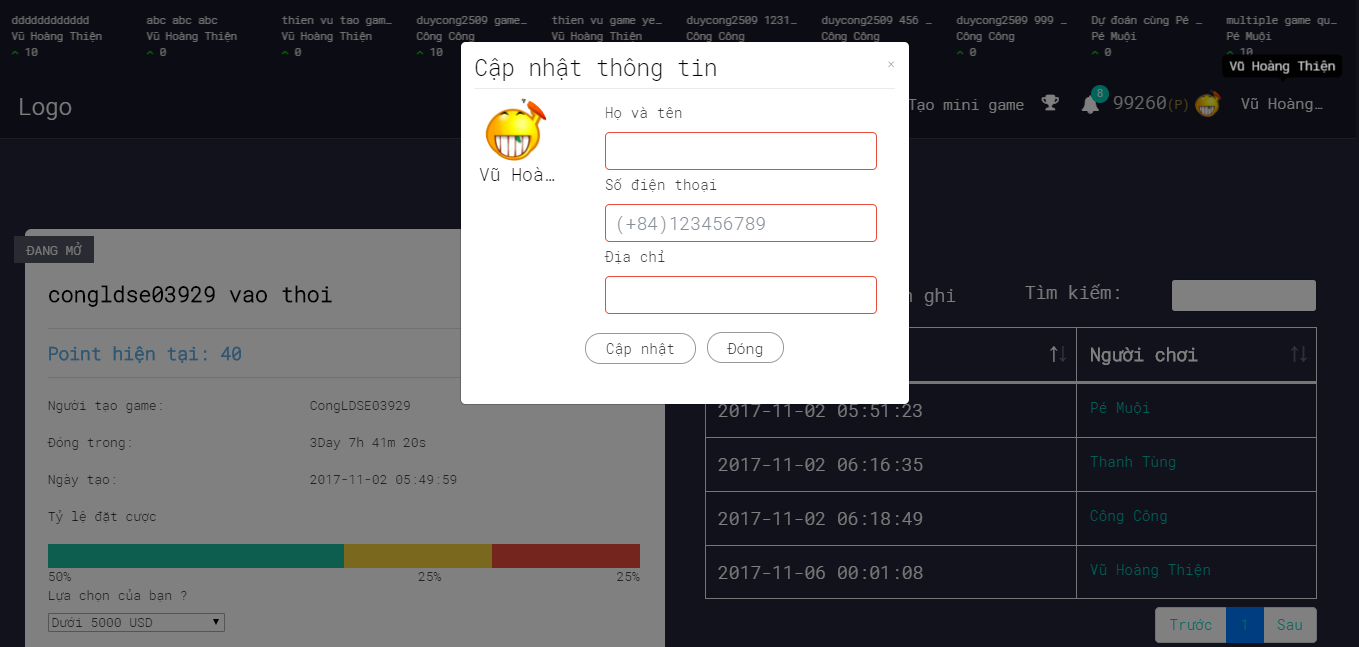 dddddddddddd
Vũ Hoàng Thiện
10
abc abc abc
Vũ Hoàng Thiện
0
thien vu tao gam…
Vũ Hoàng Thiện
0
duycong2509 game…
Công Công
10
thien vu game ye…
Vũ Hoàng Thiện
duycong2509 1231…
Công Công
duycong2509 456 …
Công Công
duycong2509 999 …
Công Công
0
Dự đoán cùng Pé …
Pé Muội
0
multiple game qu…
Pé Muội
10
Vũ Hoàng Thiện
Logo
Tạo mini game
8
99260(P)
Vũ Hoàng…
Cập nhật thông tin
×
Vũ Hoà…
Họ và tên
Số điện thoại
(+84)123456789
Địa chỉ
Cập nhật
Đóng
ĐANG MỞ
congldse03929 vao thoi
Point hiện tại: 40
Người tạo game: CongLDSE03929
Đóng trong: 3Day 7h 41m 20s
Ngày tạo: 2017-11-02 05:49:59
Tỷ lệ đặt cược
50% 25% 25%
Lựa chọn của bạn ?
Dưới 5000 USD
ghi
Tìm kiếm:
Người chơi
2017-11-02 05:51:23 Pé Muội
2017-11-02 06:16:35 Thanh Tùng
2017-11-02 06:18:49 Công Công
2017-11-06 00:01:08 Vũ Hoàng Thiện
Trước 1 Sau